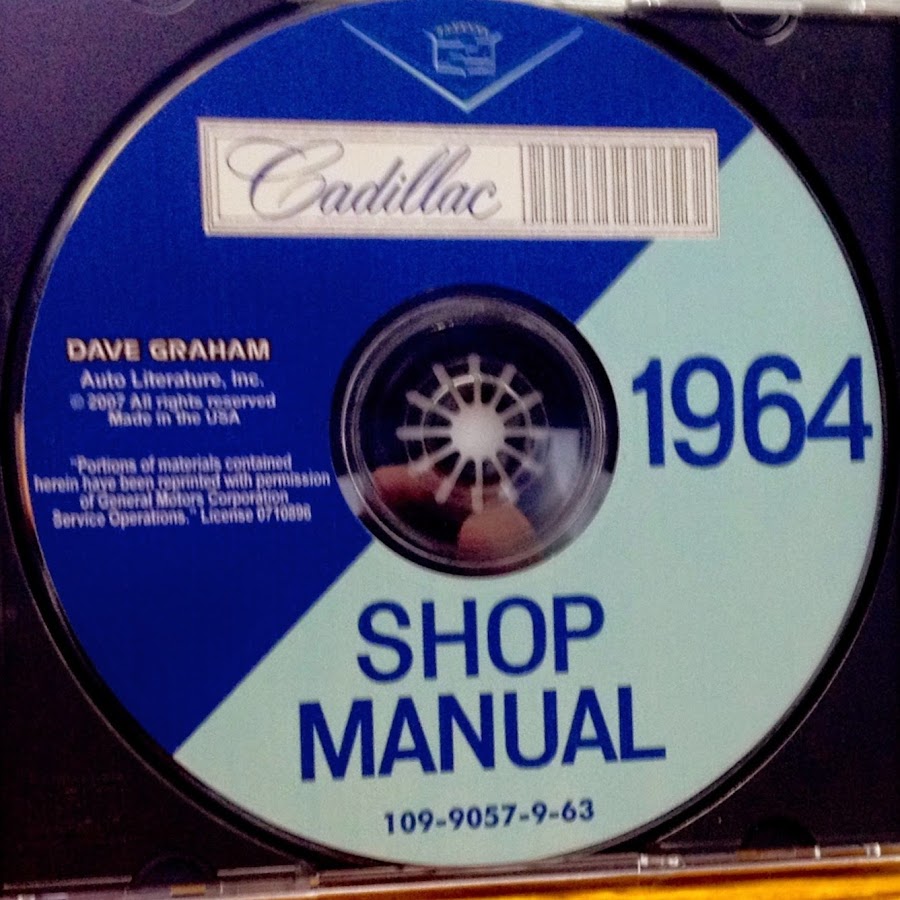 Cadillac
DAVE GRAHAM
Auto Literature, Inc.
© 2007 All rights reserved
Made in the USA
"Portions of materials contained
herein have been reprinted with permission
of General Motors Corporation
Service Operations." License 0710896
1964
SHOP
MANUAL
109-9057-9-63